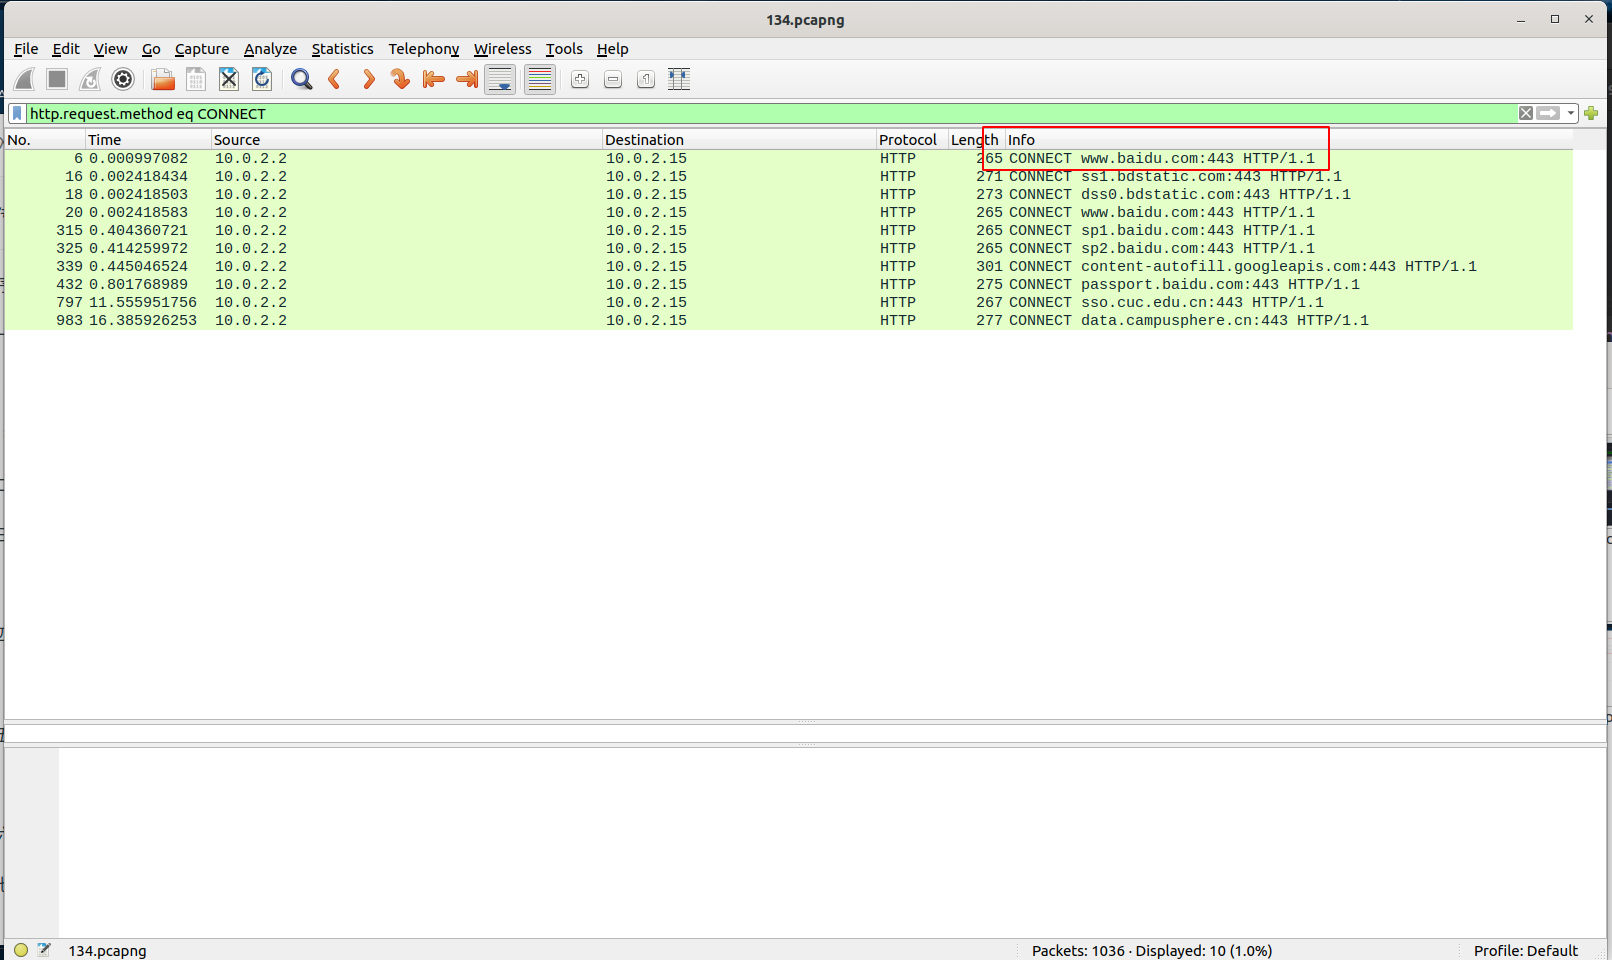 134.pcapng
File Edit View Go Capture Analyze Statistics Telephony Wireless Tools Help
http.request.method eq CONNECT
No. Time Source Destination Protocol Length Info
6 0.000997082 10.0.2.2 10.0.2.15 HTTP 265 CONNECT www.baidu.com:443 HTTP/1.1
16 0.002418434 10.0.2.2 10.0.2.15 HTTP 271 CONNECT ss1.bdstatic.com:443 HTTP/1.1
18 0.002418503 10.0.2.2 10.0.2.15 HTTP 273 CONNECT dss0.bdstatic.com:443 HTTP/1.1
20 0.002418583 10.0.2.2 10.0.2.15 HTTP 265 CONNECT www.baidu.com:443 HTTP/1.1
315 0.404360721 10.0.2.2 10.0.2.15 HTTP 265 CONNECT sp1.baidu.com:443 HTTP/1.1
325 0.414259972 10.0.2.2 10.0.2.15 HTTP 265 CONNECT sp2.baidu.com:443 HTTP/1.1
339 0.445046524 10.0.2.2 10.0.2.15 HTTP 301 CONNECT content-autofill.googleapis.com:443 HTTP/1.1
432 0.801768989 10.0.2.2 10.0.2.15 HTTP 275 CONNECT passport.baidu.com:443 HTTP/1.1
797 11.555951756 10.0.2.2 10.0.2.15 HTTP 267 CONNECT sso.cuc.edu.cn:443 HTTP/1.1
983 16.385926253 10.0.2.2 10.0.2.15 HTTP 277 CONNECT data.campusphere.cn:443 HTTP/1.1
134.pcapng Packets: 1036 · Displayed: 10 (1.0%) Profile: Default